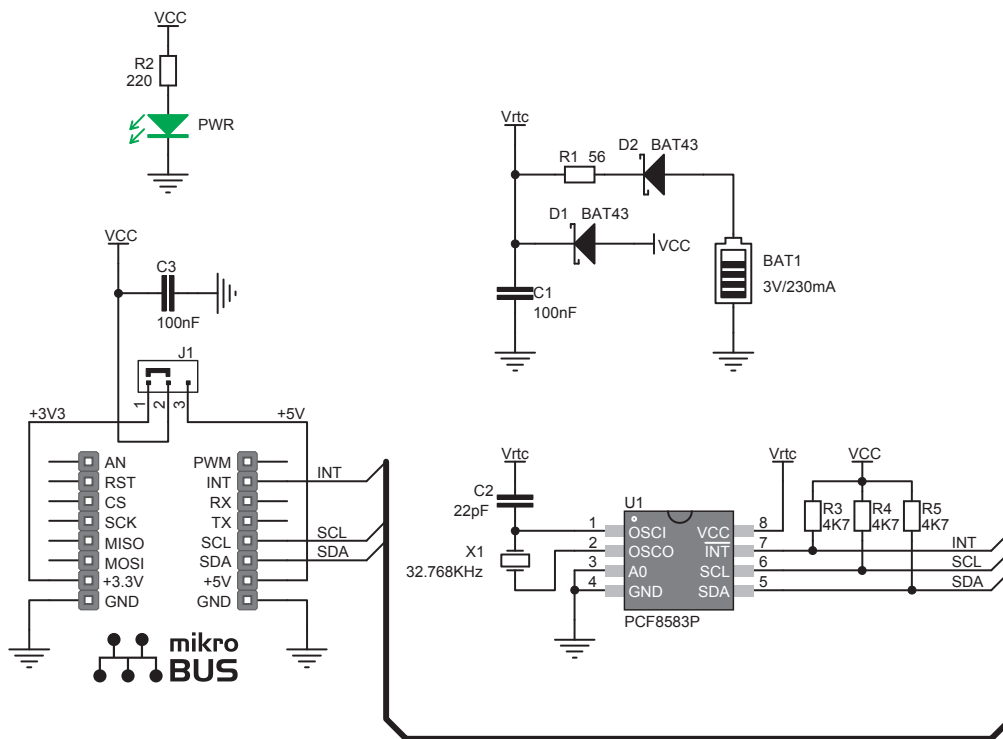 VCC
R2
220
PWR
Vrtc
R1 56
D2 BAT43
D1 BAT43
VCC
BAT1
3V/230mA
C1
100nF
VCC
C3
100nF
J1
1 2 3
+3V3
+5V
AN
RST
CS
SCK
MISO
MOSI
+3.3V
GND
PWM
INT
RX
TX
SCL
SDA
+5V
GND
INT
SCL
SDA
mikro
BUS
Vrtc
C2
22pF
X1
32.768KHz
U1
1 OSCI
2 OSCO
3 A0
4 GND
VCC 8
INT 7
SCL 6
SDA 5
PCF8583P
Vrtc
VCC
R3
4K7
R4
4K7
R5
4K7
INT
SCL
SDA